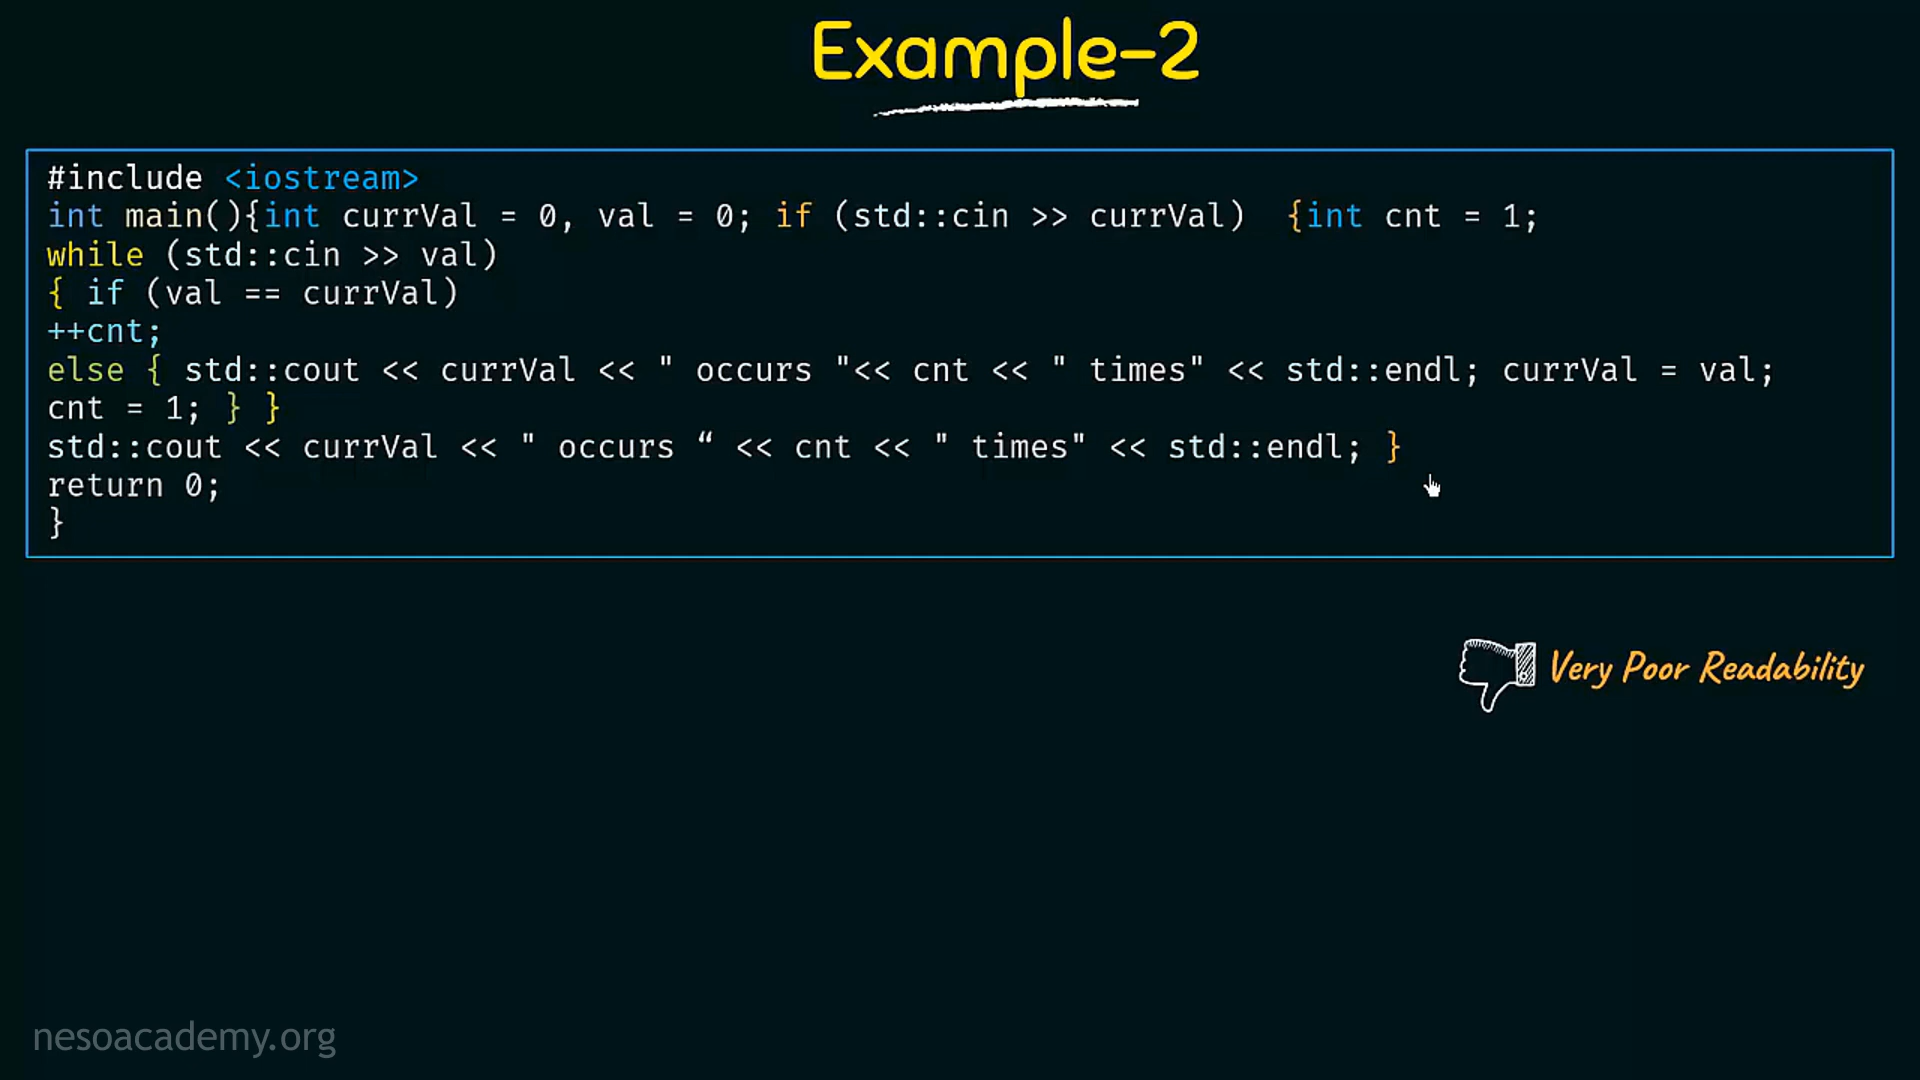 Example-2
#include <iostream>
int main(){int currVal = 0, val = 0; if (std::cin >> currVal)  {int cnt = 1;
while (std::cin >> val)
{ if (val == currVal)
++cnt;
else { std::cout << currVal << " occurs "<< cnt << " times" << std::endl; currVal = val;
cnt = 1; } }
std::cout << currVal << " occurs “ << cnt << " times" << std::endl; }
return 0;
}
Very Poor Readability
nesoacademy.org